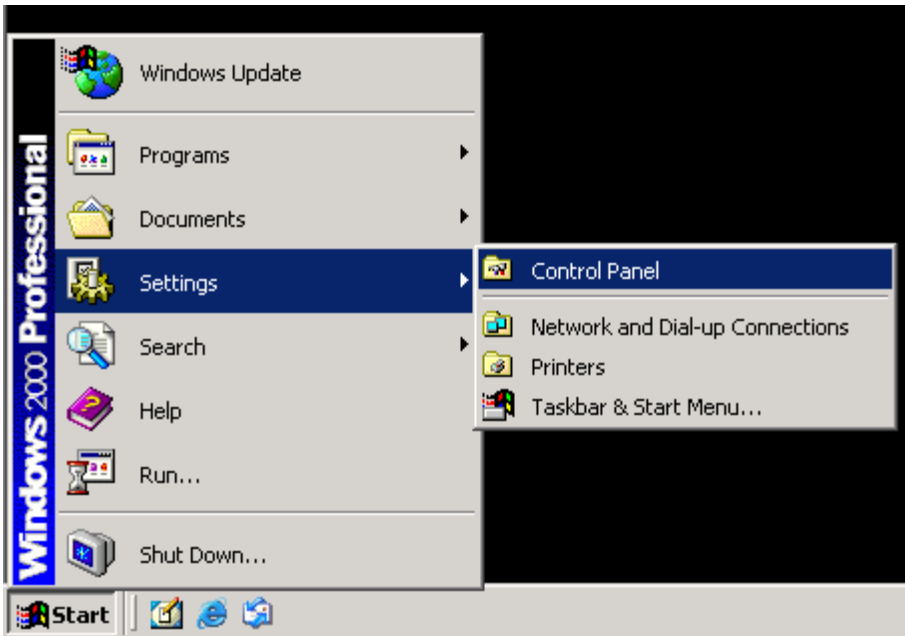 Windows 2000 Professional
Windows Update
Programs
Documents
Settings
Search
Help
Run...
Shut Down...
Control Panel
Network and Dial-up Connections
Printers
Taskbar & Start Menu...
Start